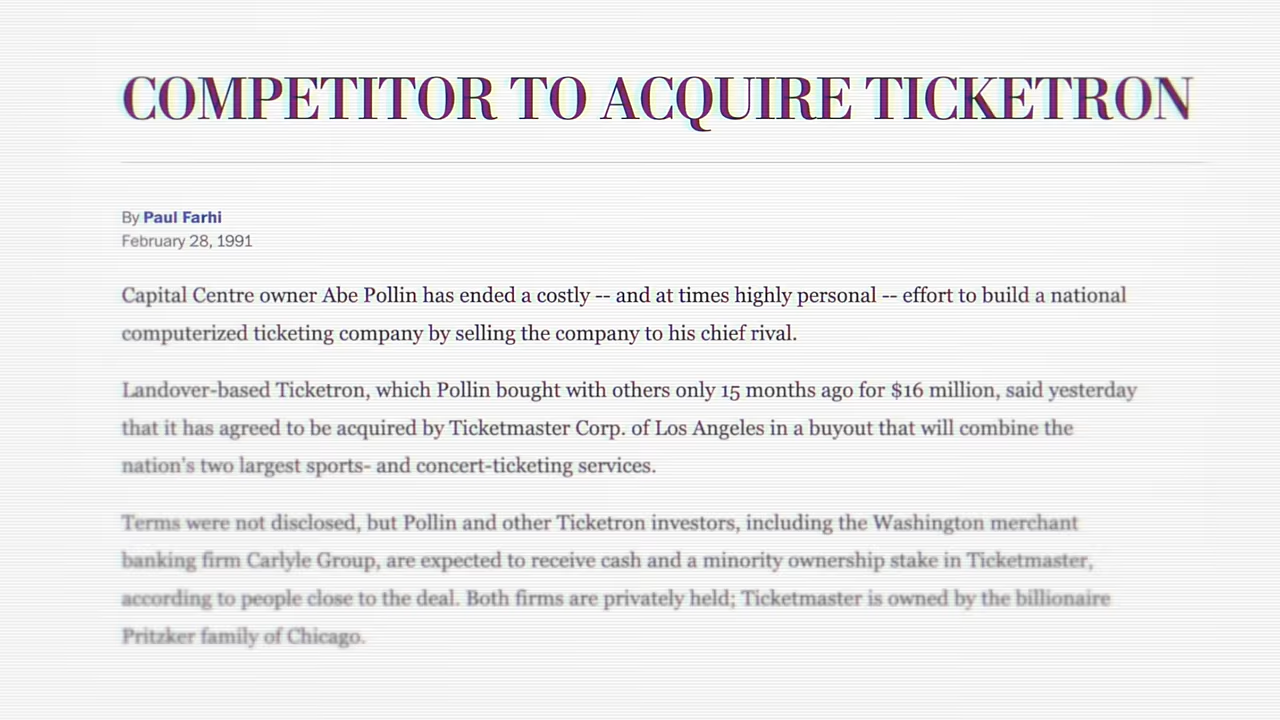 COMPETITOR TO ACQUIRE TICKETRON
By Paul Farhi
February 28, 1991
Capital Centre owner Abe Pollin has ended a costly -- and at times highly personal -- effort to build a national
computerized ticketing company by selling the company to his chief rival.
Landover-based Ticketron, which Pollin bought with others only 15 months ago for $16 million, said yesterday
that it has agreed to be acquired by Ticketmaster Corp. of Los Angeles in a buyout that will combine the
nation's two largest sports- and concert-ticketing services.
Terms were not disclosed, but Pollin and other Ticketron investors, including the Washington merchant
banking firm Carlyle Group, are expected to receive cash and a minority ownership stake in Ticketmaster,
according to people close to the deal. Both firms are privately held; Ticketmaster is owned by the billionaire
Pritzker family of Chicago.